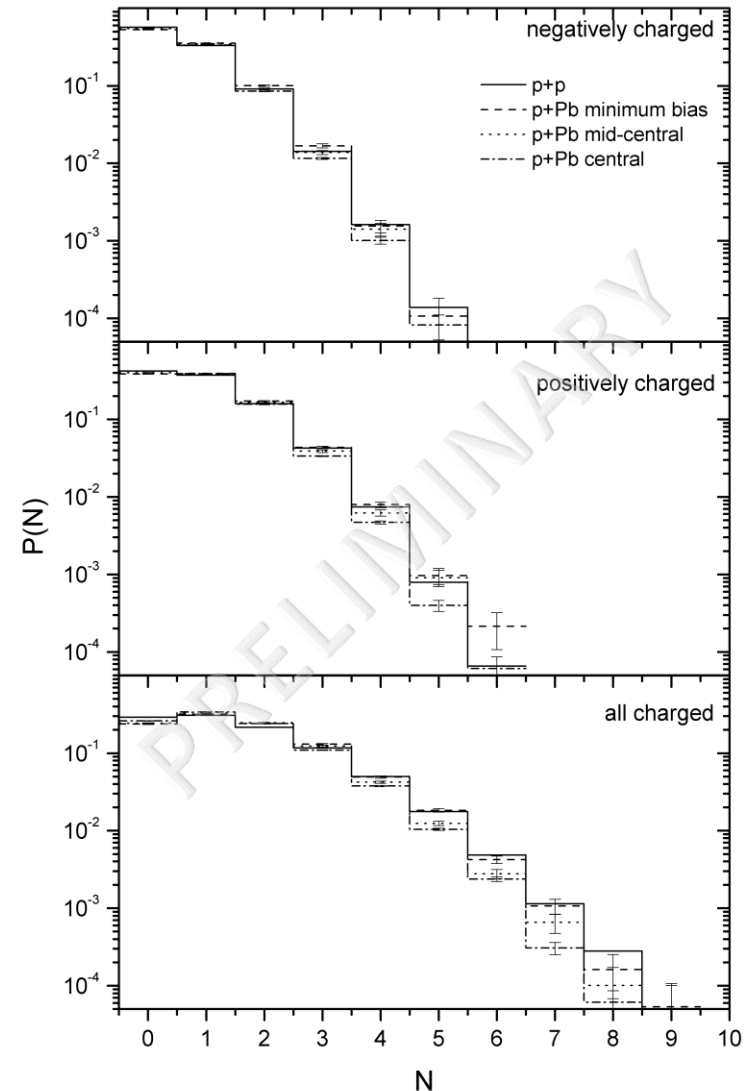 negatively charged
p+p
p+Pb minimum bias
p+Pb mid-central
p+Pb central
10⁻¹
10⁻²
10⁻³
10⁻⁴
positively charged
10⁻¹
10⁻²
10⁻³
10⁻⁴
P(N)
all charged
10⁻¹
10⁻²
10⁻³
10⁻⁴
0 1 2 3 4 5 6 7 8 9 10
N
PRELIMINARY